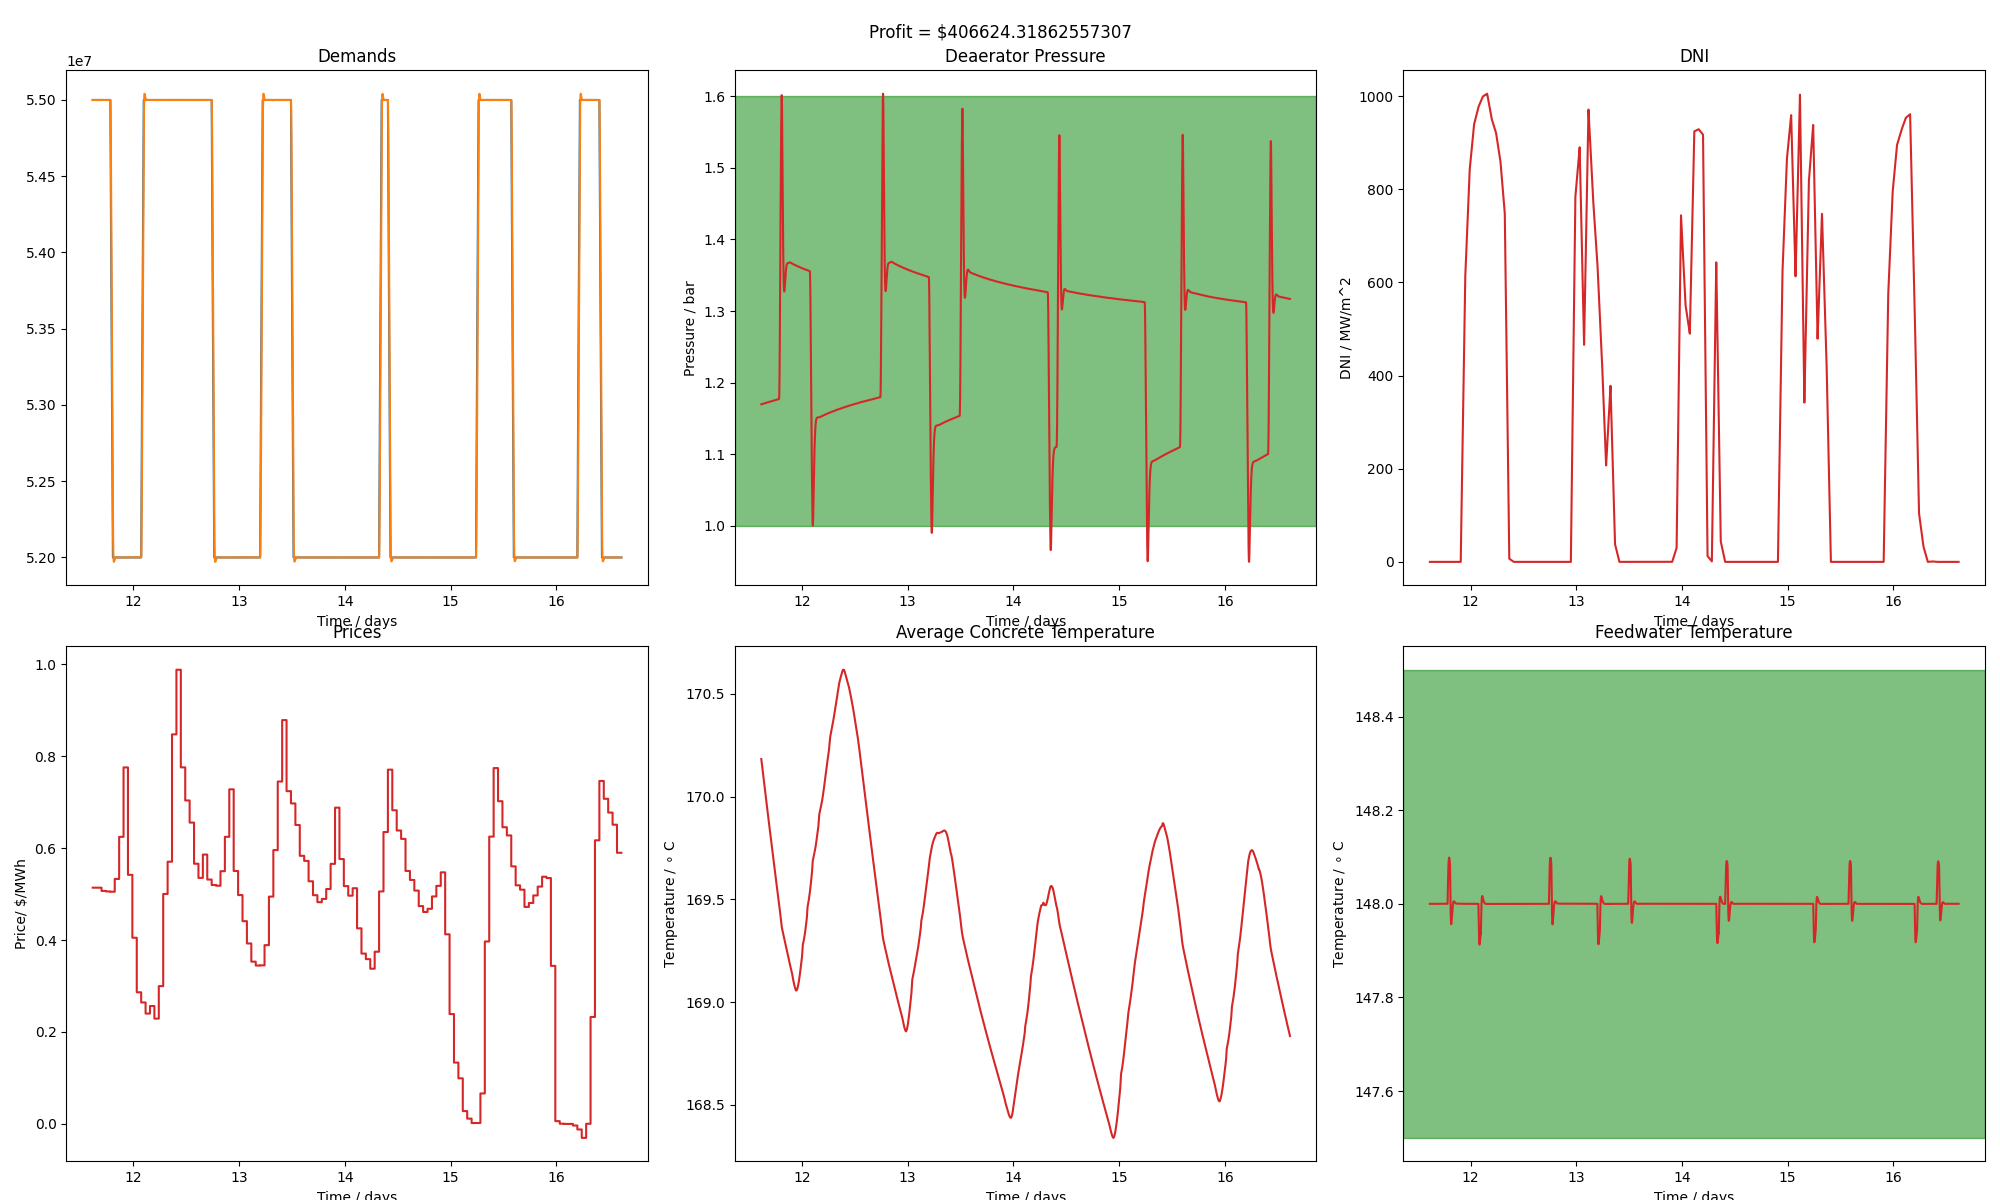 Profit = $406624.31862557307
Demands
1e7
5.50
5.45
5.40
5.35
5.30
5.25
5.20
12 13 14 15 16
Time / days
Deaerator Pressure
Pressure / bar
1.6
1.5
1.4
1.3
1.2
1.1
1.0
12 13 14 15 16
Time / days
DNI
DNI / MW/m^2
1000
800
600
400
200
0
12 13 14 15 16
Time / days
Prices
Price/ $/MWh
1.0
0.8
0.6
0.4
0.2
0.0
12 13 14 15 16
Time / days
Average Concrete Temperature
Temperature / ∘ C
170.5
170.0
169.5
169.0
168.5
12 13 14 15 16
Time / days
Feedwater Temperature
Temperature / ∘ C
148.4
148.2
148.0
147.8
147.6
12 13 14 15 16
Time / days